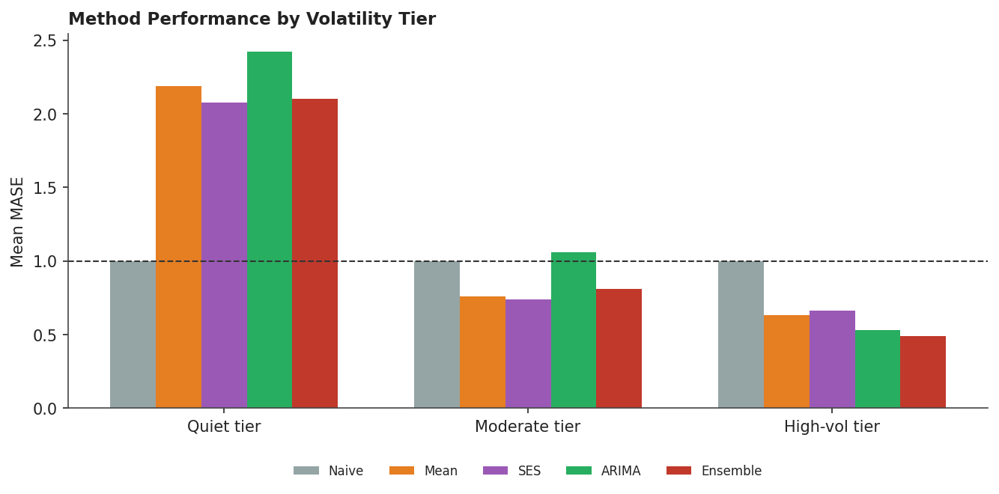 Method Performance by Volatility Tier
Mean MASE
2.5
2.0
1.5
1.0
0.5
0.0
Quiet tier
Moderate tier
High-vol tier
Naive
Mean
SES
ARIMA
Ensemble